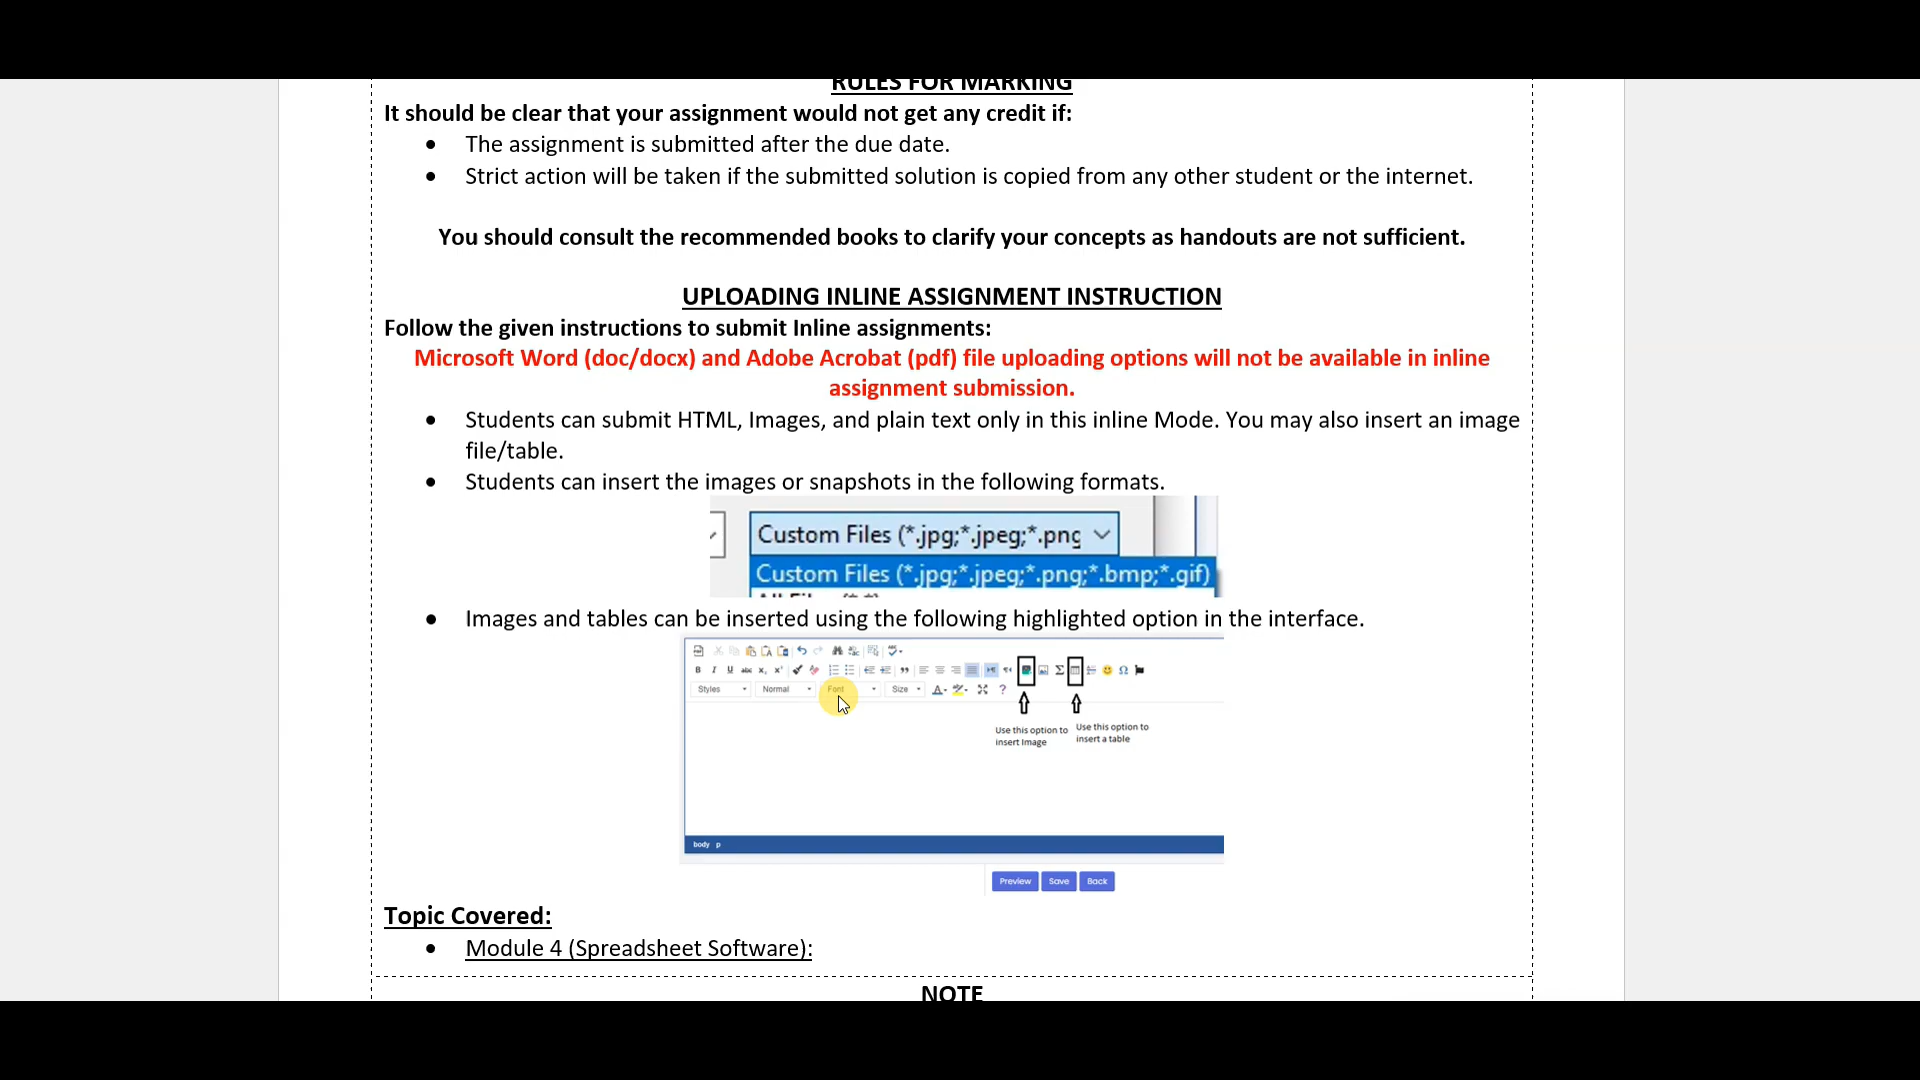 RULES FOR MARKING
It should be clear that your assignment would not get any credit if:
• The assignment is submitted after the due date.
• Strict action will be taken if the submitted solution is copied from any other student or the internet.
You should consult the recommended books to clarify your concepts as handouts are not sufficient.
UPLOADING INLINE ASSIGNMENT INSTRUCTION
Follow the given instructions to submit Inline assignments:
Microsoft Word (doc/docx) and Adobe Acrobat (pdf) file uploading options will not be available in inline
assignment submission.
• Students can submit HTML, Images, and plain text only in this inline Mode. You may also insert an image
file/table.
• Students can insert the images or snapshots in the following formats.
Custom Files (*.jpg;*.jpeg;*.png
Custom Files (*.jpg;*.jpeg;*.png;*.bmp;*.gif)
• Images and tables can be inserted using the following highlighted option in the interface.
Styles Normal Font Size
Use this option to
insert Image
Use this option to
insert a table
body p
Preview Save Back
Topic Covered:
• Module 4 (Spreadsheet Software):
NOTE